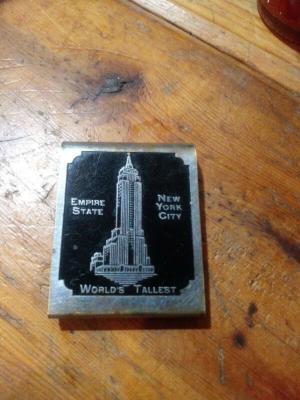 EMPIRE
STATE
NEW
YORK
CITY
WORLD'S TALLEST